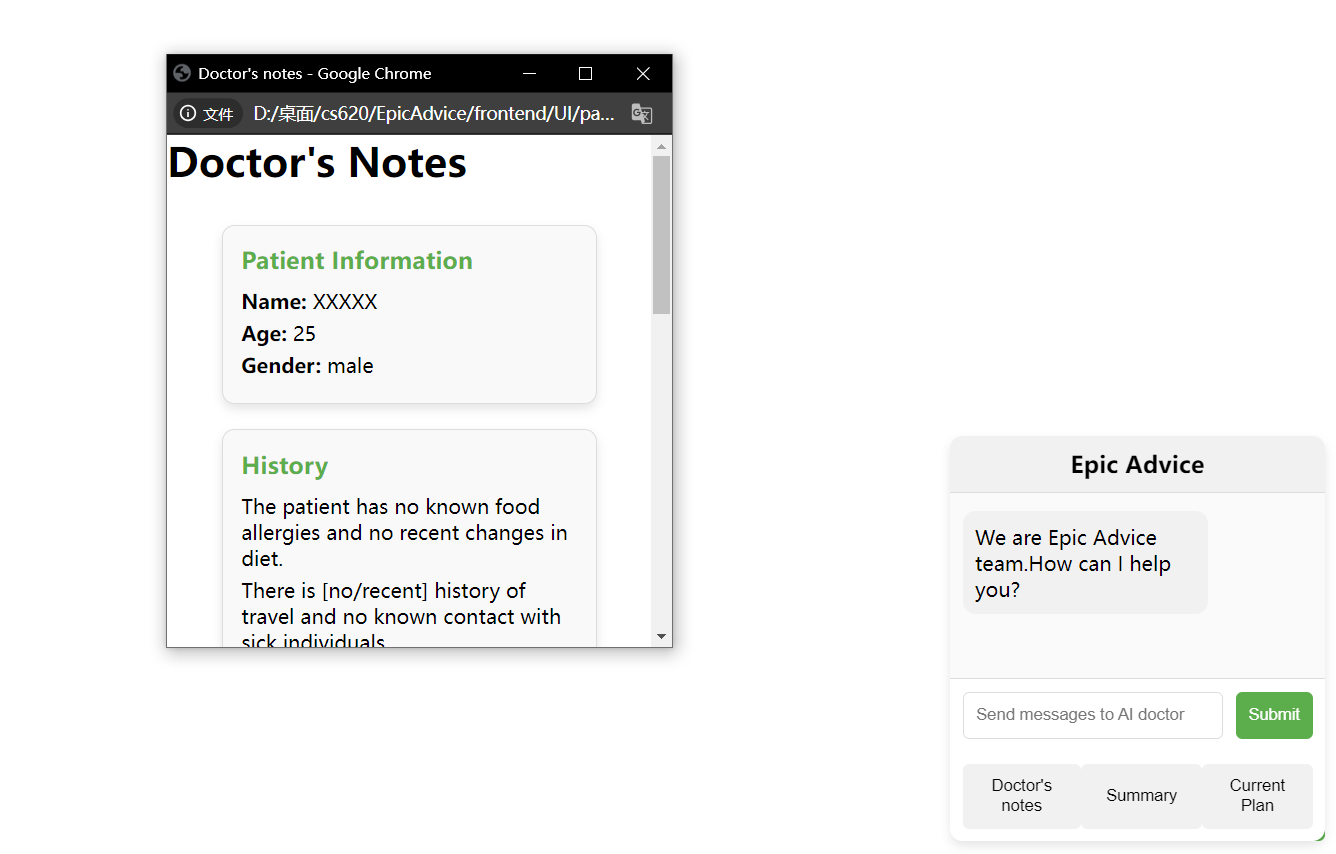 Doctor's notes - Google Chrome
文件 D:/桌面/cs620/EpicAdvice/frontend/UI/pa...
Doctor's Notes
Patient Information
Name: XXXXX
Age: 25
Gender: male
History
The patient has no known food
allergies and no recent changes in
diet.
There is [no/recent] history of
travel and no known contact with
sick individuals
Epic Advice
We are Epic Advice
team.How can I help
you?
Send messages to AI doctor
Submit
Doctor's
notes
Summary
Current
Plan